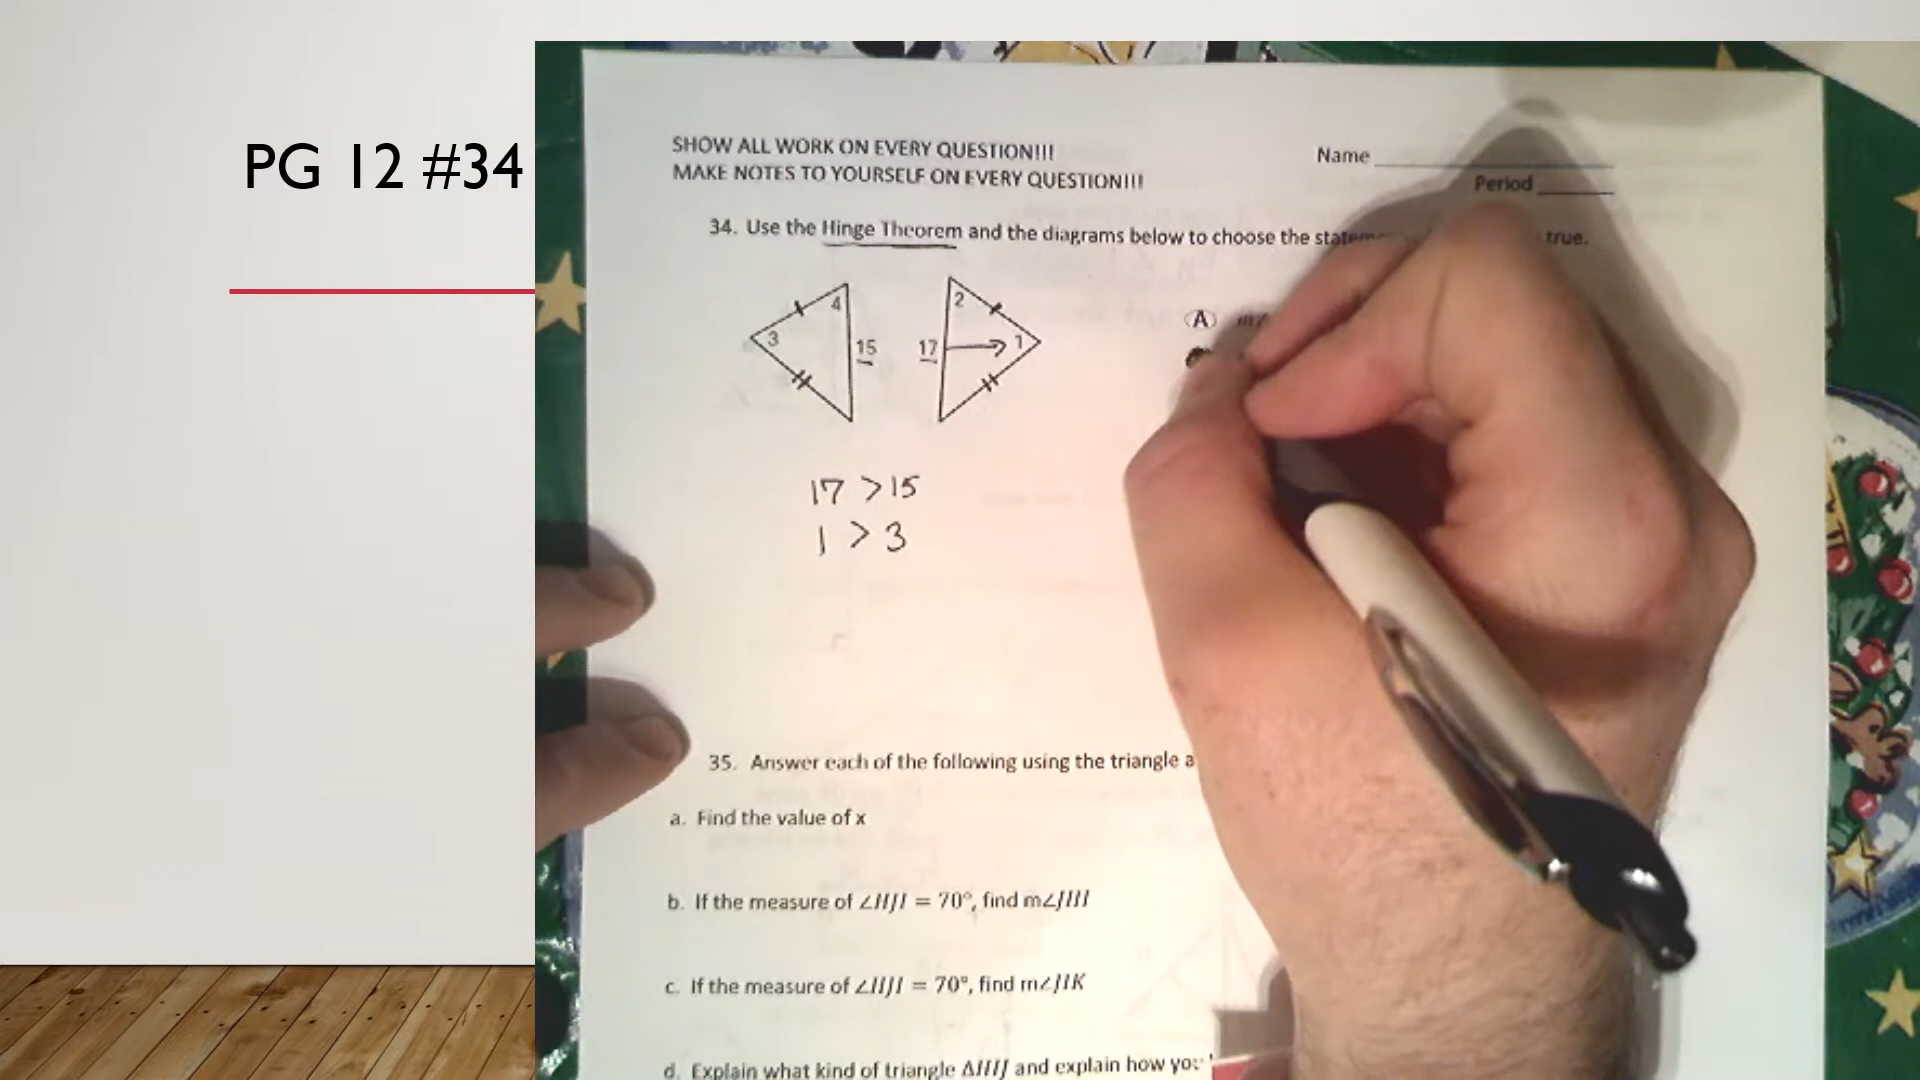 PG 12 #34
SHOW ALL WORK ON EVERY QUESTION!!!
MAKE NOTES TO YOURSELF ON EVERY QUESTION!!!
Name
Period
34. Use the Hinge Theorem and the diagrams below to choose the true.
4
3
15
2
17
1
A
17 > 15
1 > 3
35. Answer each of the following using the triangle
a. Find the value of x
b. If the measure of ∠HJI = 70°, find m∠JIH
c. If the measure of ∠HJI = 70°, find m∠JIK
d. Explain what kind of triangle ΔHIJ and explain how